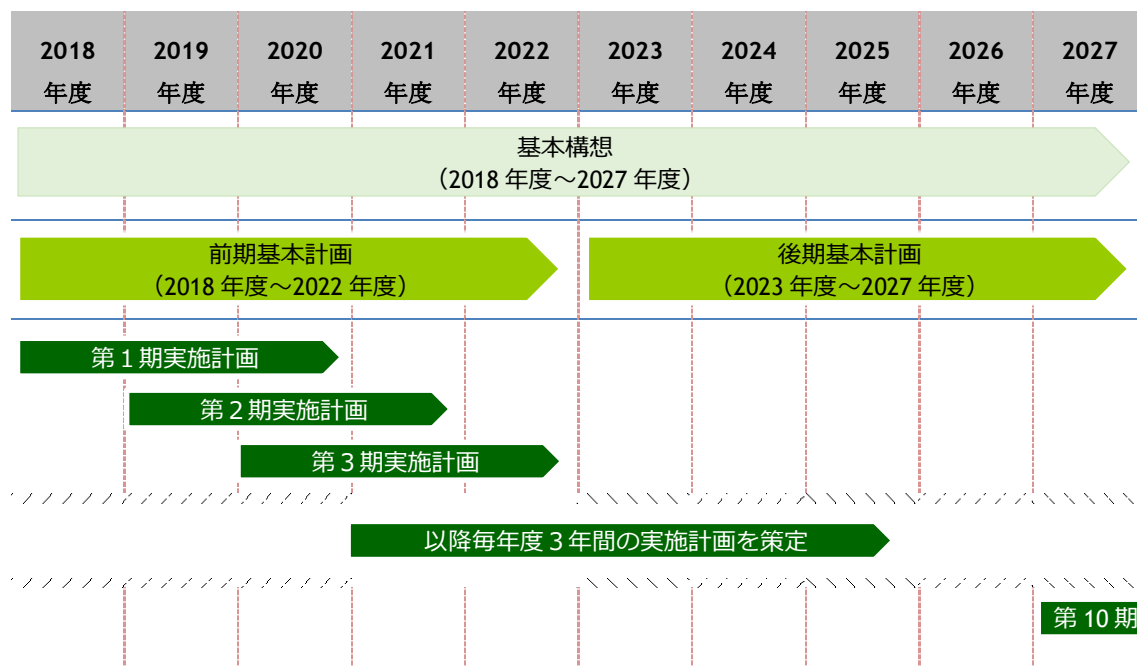 2018 2019 2020 2021 2022 2023 2024 2025 2026 2027
年度 年度 年度 年度 年度 年度 年度 年度 年度 年度
基本構想
（2018 年度～2027 年度）
前期基本計画
（2018 年度～2022 年度）
後期基本計画
（2023 年度～2027 年度）
第１期実施計画
第２期実施計画
第３期実施計画
以降毎年度３年間の実施計画を策定
第 10 期